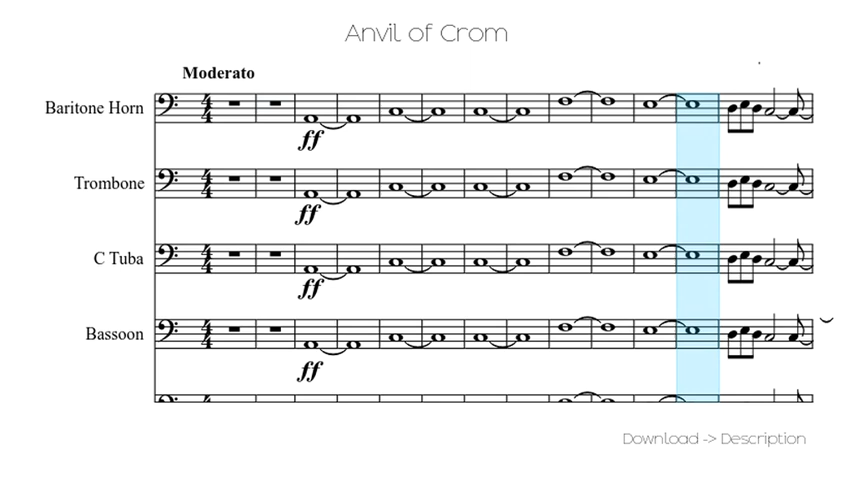 Anvil of Crom
Moderato
Baritone Horn
ff
Trombone
ff
C Tuba
ff
Bassoon
ff
Download -> Description